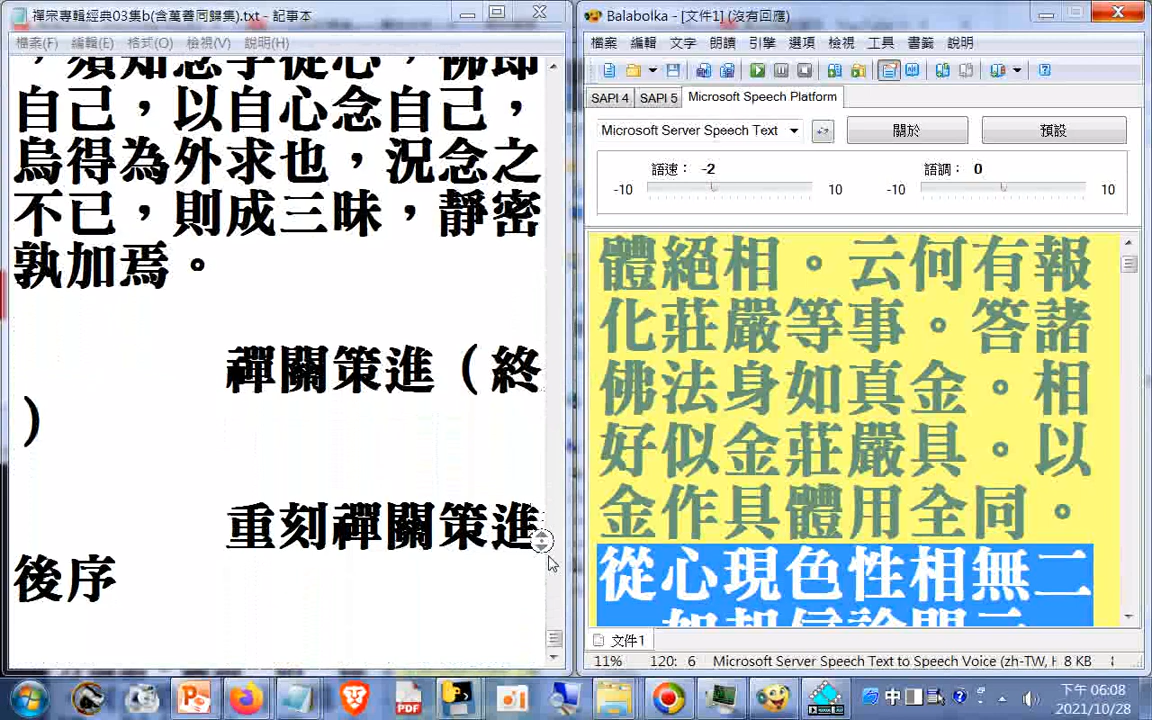 禪宗專輯經典03集b(含萬善同歸集).txt - 記事本
檔案(F) 編輯(E) 格式(O) 檢視(V) 說明(H)
，須知念字從心，佛即
自己，以自心念自己，
烏得為外求也，況念之
不已，則成三昧，靜密
孰加焉。
禪關策進（終
）
重刻禪關策進
後序
Balabolka - [文件1] (沒有回應)
檔案 編輯 文字 朗讀 引擎 選項 檢視 工具 書籤 說明
SAPI 4 SAPI 5 Microsoft Speech Platform
Microsoft Server Speech Text 關於 預設
語速： -2 語調： 0
-10 10 -10 10
體絕相。云何有報
化莊嚴等事。答諸
佛法身如真金。相
好似金莊嚴具。以
金作具體用全同。
從心現色性相無二
文件1
11% 120: 6 Microsoft Server Speech Text to Speech Voice (zh-TW, H 8 KB
中 下午 06:08
2021/10/28